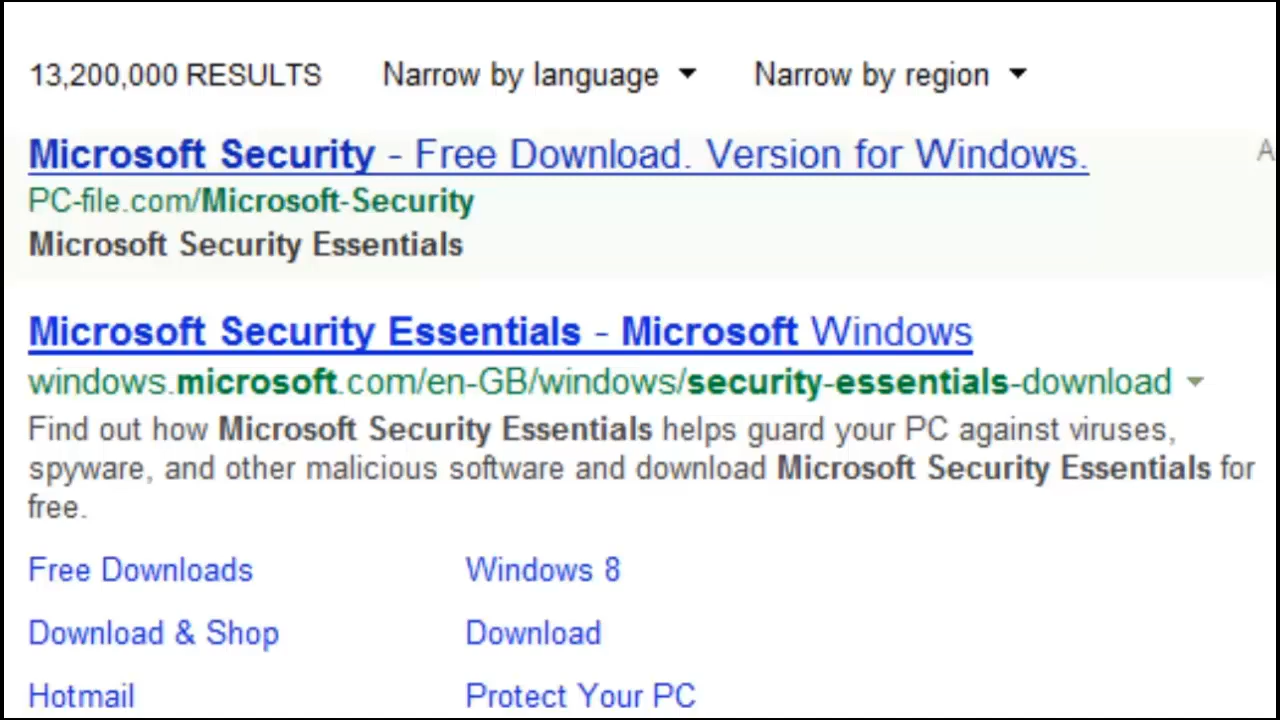 13,200,000 RESULTS Narrow by language Narrow by region
Microsoft Security - Free Download. Version for Windows.
A
PC-file.com/Microsoft-Security
Microsoft Security Essentials
Microsoft Security Essentials - Microsoft Windows
windows.microsoft.com/en-GB/windows/security-essentials-download
Find out how Microsoft Security Essentials helps guard your PC against viruses,
spyware, and other malicious software and download Microsoft Security Essentials for
free.
Free Downloads Windows 8
Download & Shop Download
Hotmail Protect Your PC